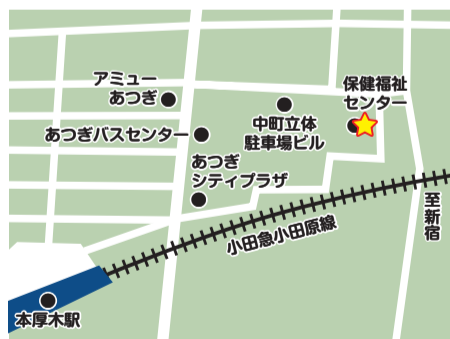 アミュー
あつぎ
保健福祉
センター
あつぎバスセンター
中町立体
駐車場ビル
あつぎ
シティプラザ
至新宿
小田急小田原線
本厚木駅